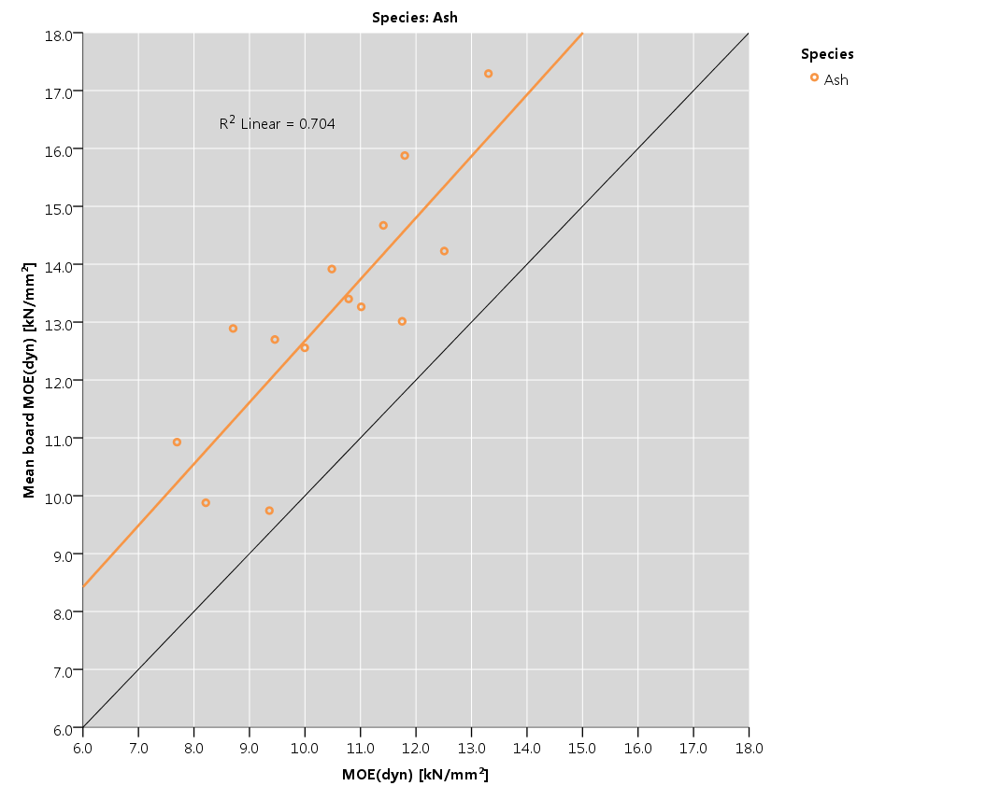 Species: Ash
Species
Ash
R² Linear = 0.704
Mean board MOE(dyn) [kN/mm²]
18.0
17.0
16.0
15.0
14.0
13.0
12.0
11.0
10.0
9.0
8.0
7.0
6.0
6.0 7.0 8.0 9.0 10.0 11.0 12.0 13.0 14.0 15.0 16.0 17.0 18.0
MOE(dyn) [kN/mm²]